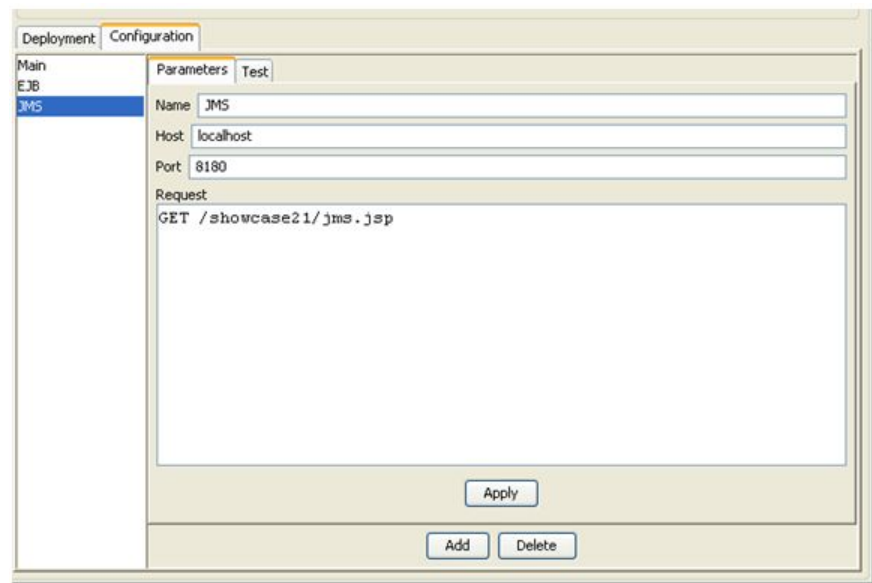 Deployment Configuration
Main
EJB
JMS
Parameters Test
Name JMS
Host localhost
Port 8180
Request
GET /showcase21/jms.jsp
Apply
Add Delete